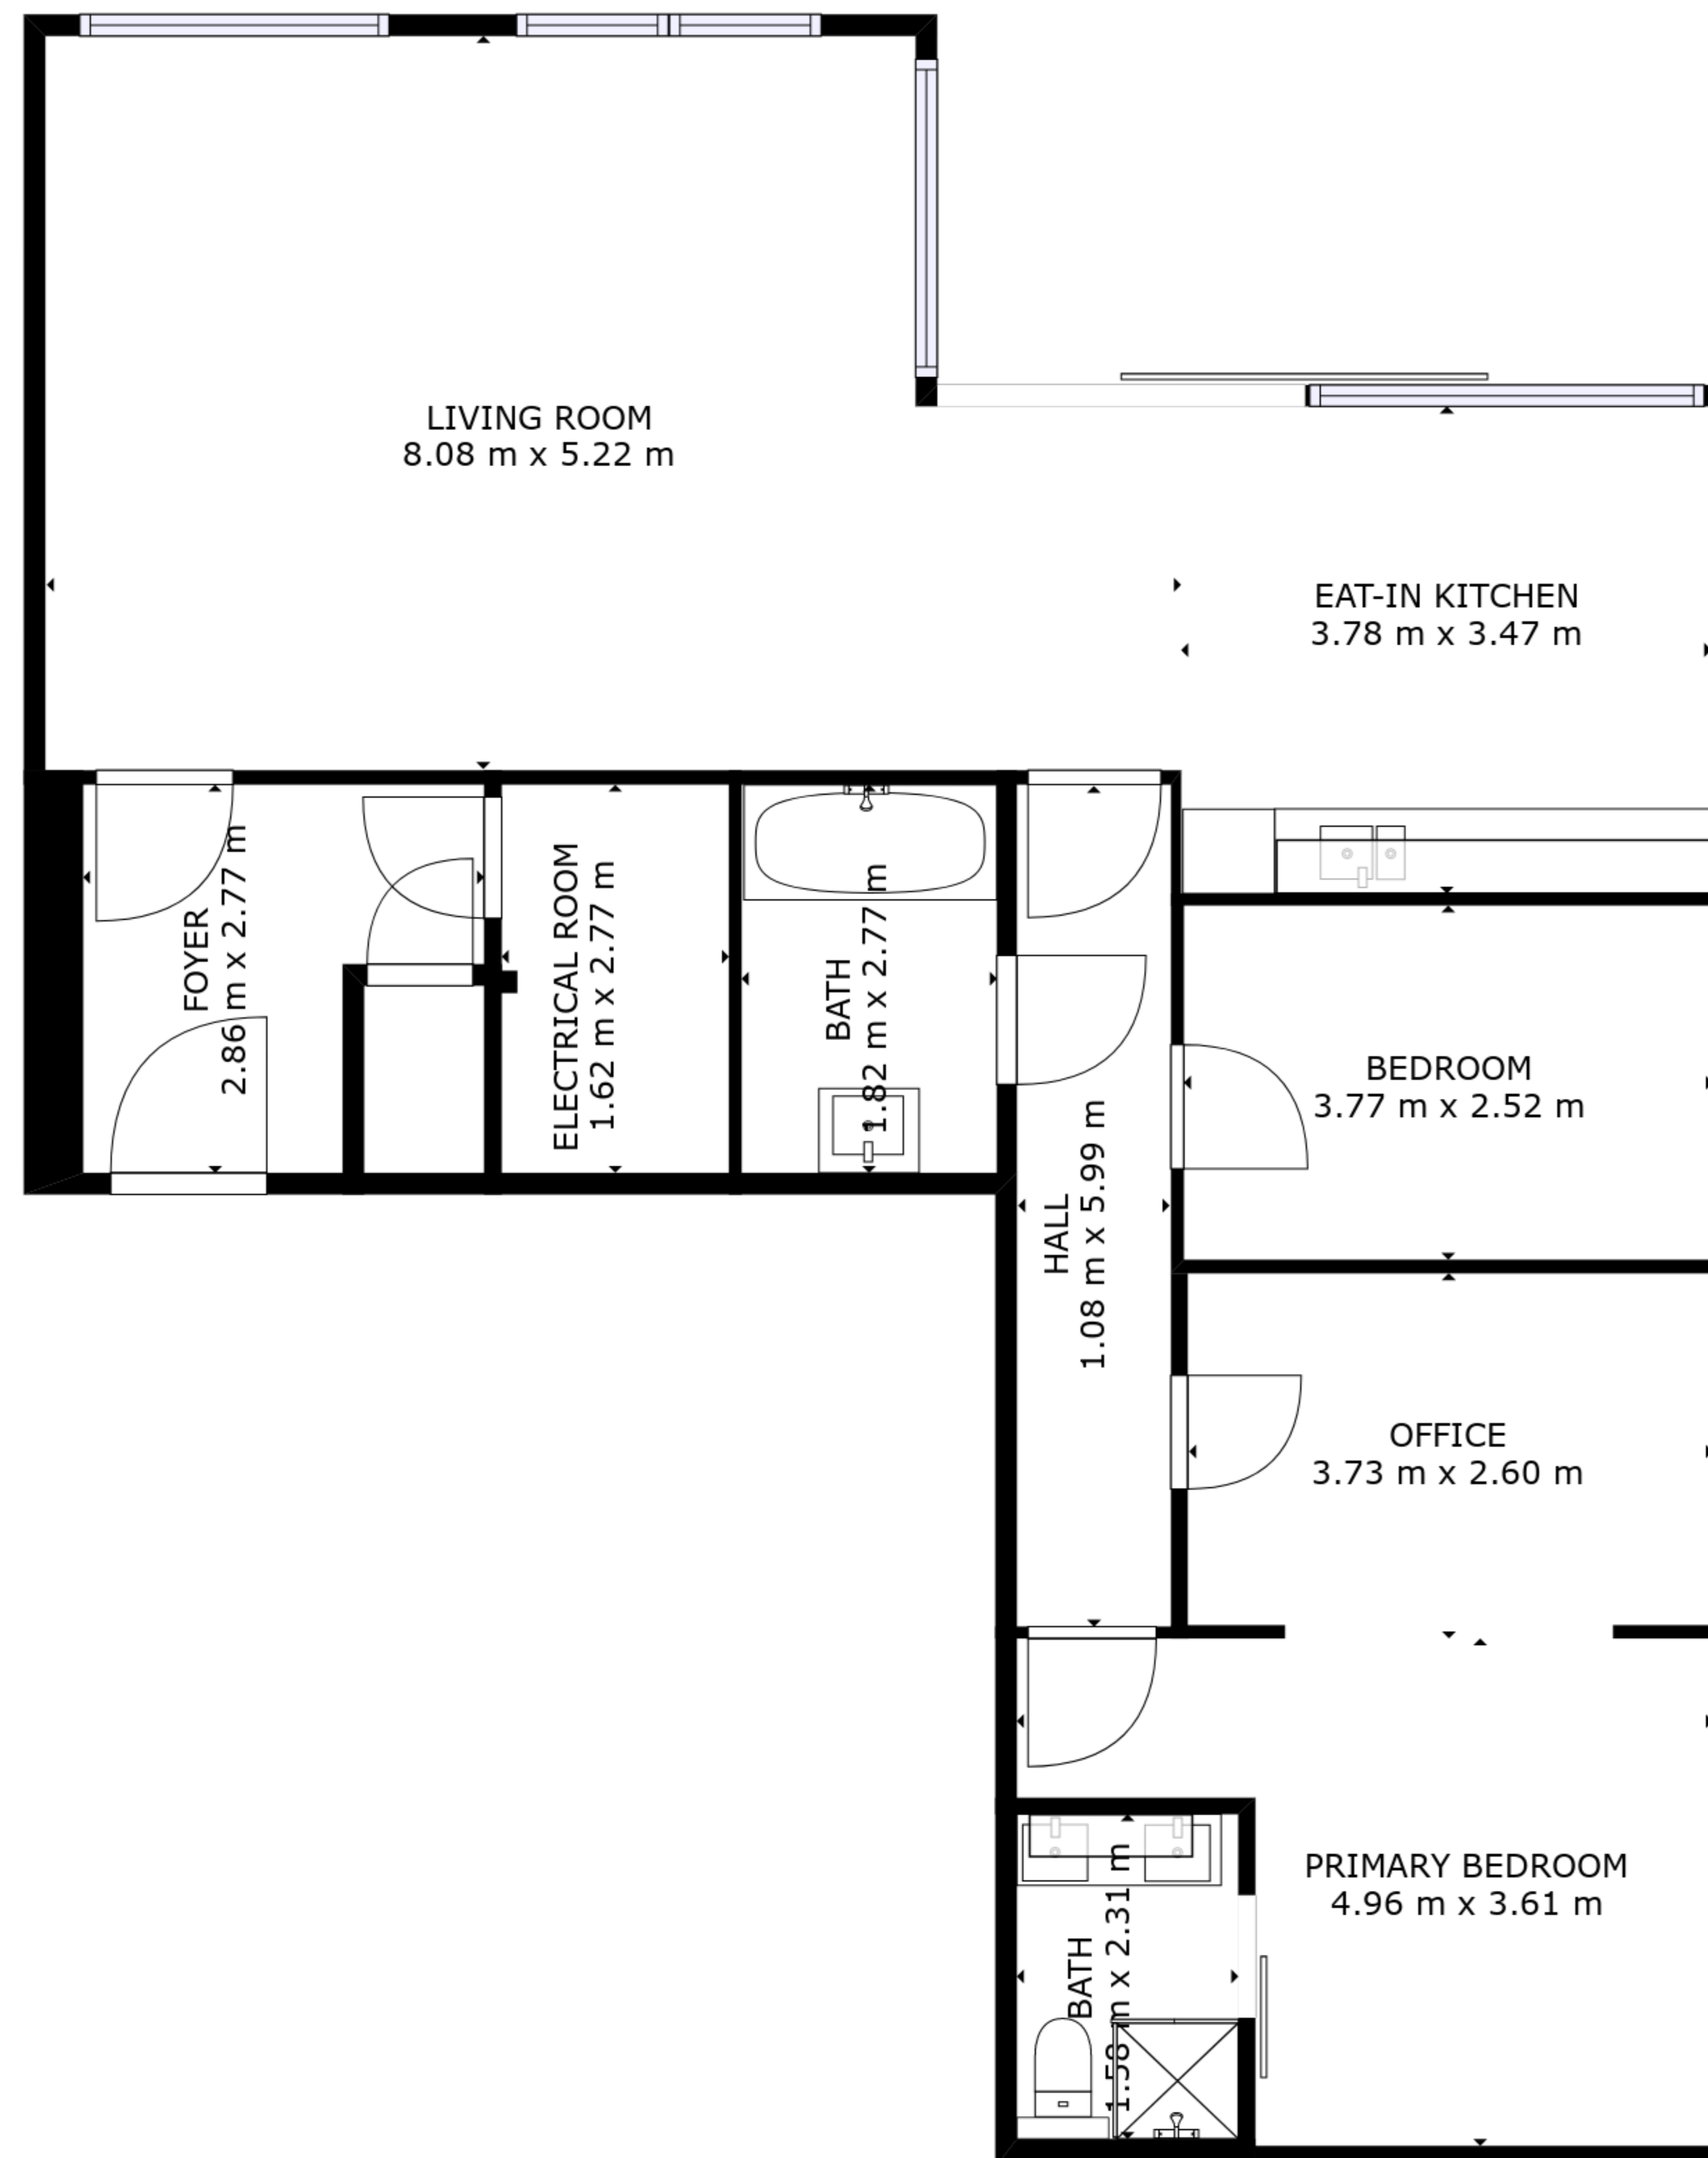 LIVING ROOM
8.08 m x 5.22 m
EAT-IN KITCHEN
3.78 m x 3.47 m
FOYER
2.86 m x 2.77 m
ELECTRICAL ROOM
1.62 m x 2.77 m
BATH
1.82 m x 2.77 m
HALL
1.08 m x 5.99 m
BEDROOM
3.77 m x 2.52 m
OFFICE
3.73 m x 2.60 m
PRIMARY BEDROOM
4.96 m x 3.61 m
BATH
1.58 m x 2.31 m